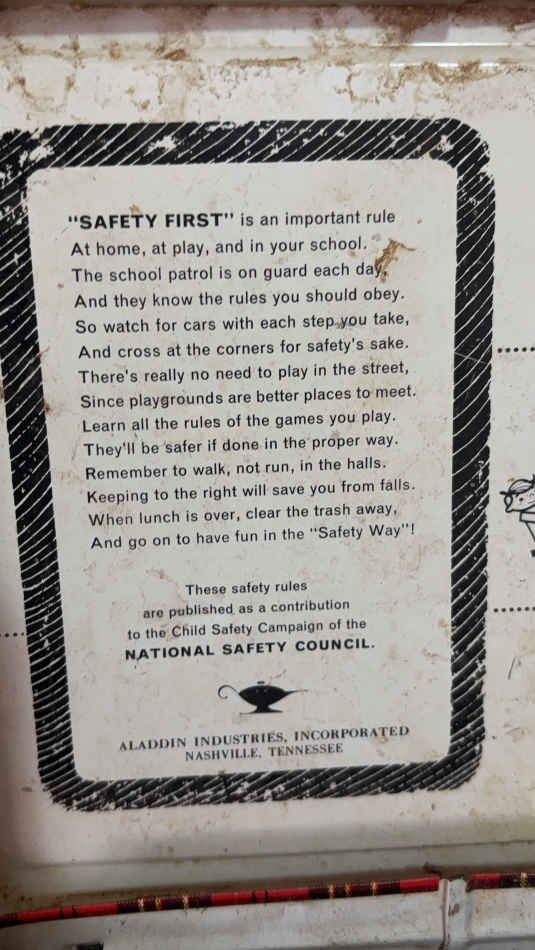 "SAFETY FIRST" is an important rule
At home, at play, and in your school.
The school patrol is on guard each day,
And they know the rules you should obey.
So watch for cars with each step you take,
And cross at the corners for safety's sake.
There's really no need to play in the street,
Since playgrounds are better places to meet.
Learn all the rules of the games you play.
They'll be safer if done in the proper way.
Remember to walk, not run, in the halls.
Keeping to the right will save you from falls.
When lunch is over, clear the trash away,
And go on to have fun in the "Safety Way"!
These safety rules
are published as a contribution
to the Child Safety Campaign of the
NATIONAL SAFETY COUNCIL.
ALADDIN INDUSTRIES, INCORPORATED
NASHVILLE, TENNESSEE